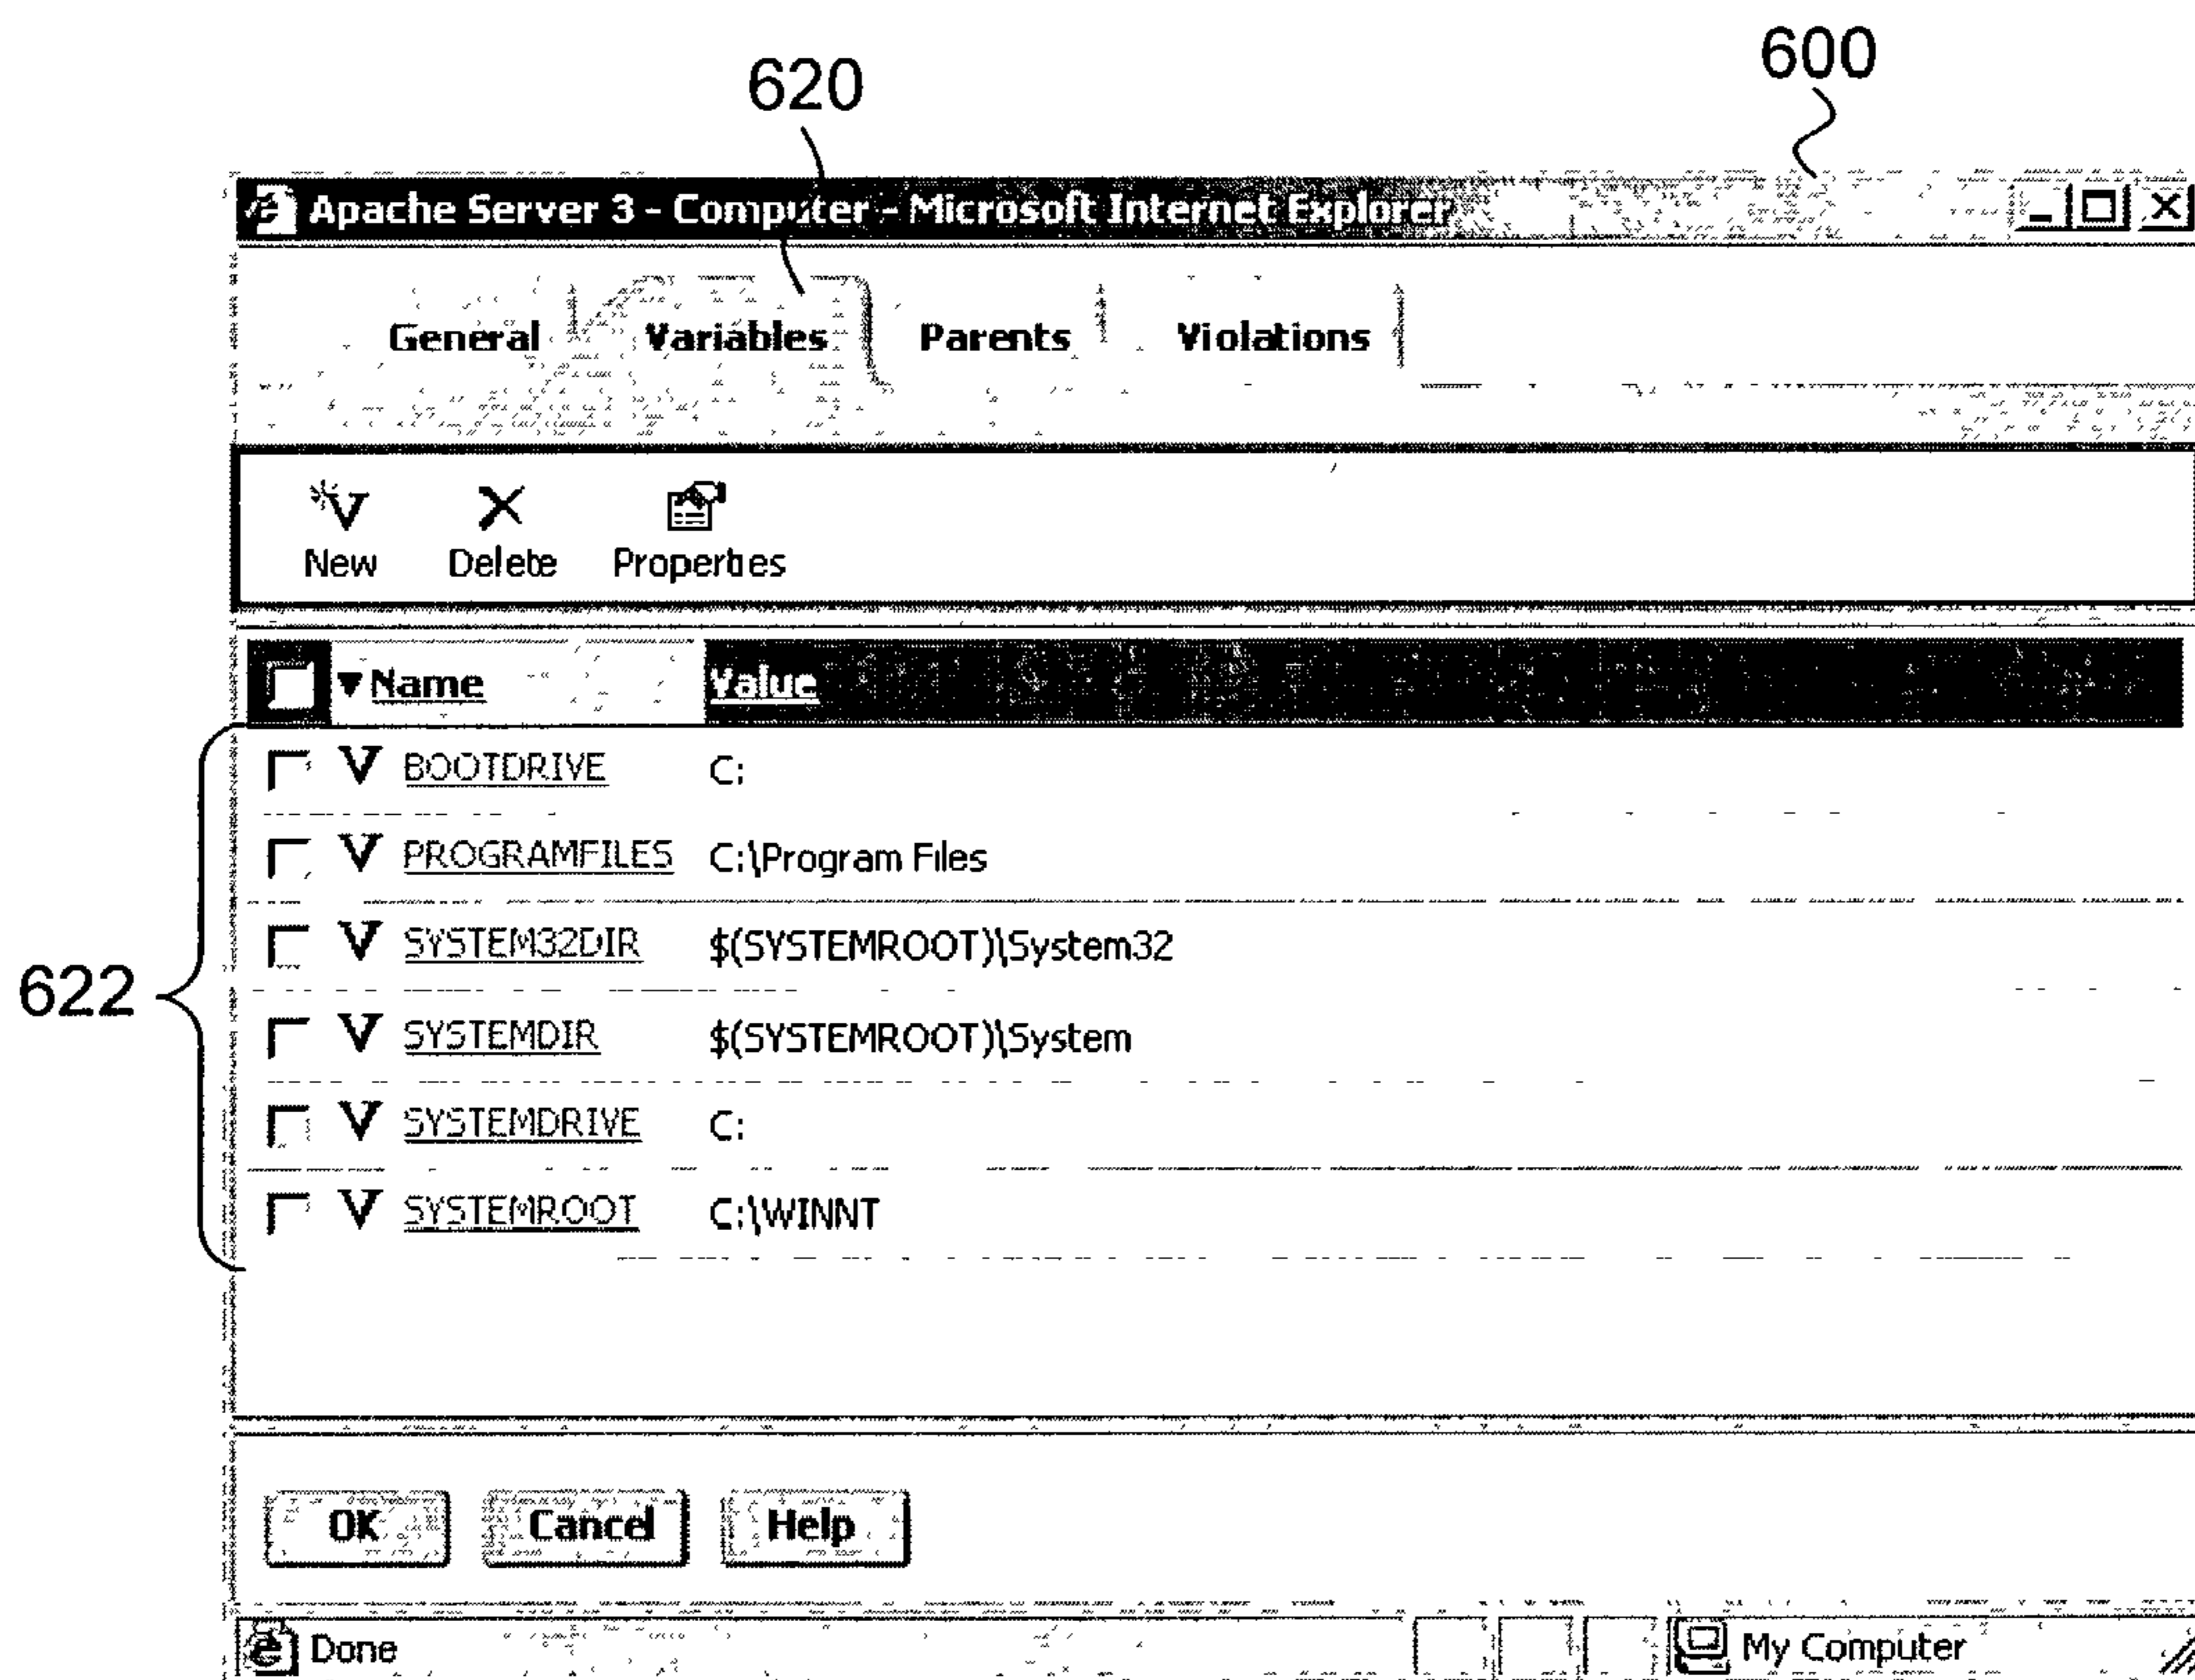 600
620
Apache Server 3 - Computer - Microsoft Internet Explorer
General Variables Parents Violations
New Delete Properties
Name Value
BOOTDRIVE C:
PROGRAMFILES C:\Program Files
SYSTEM32DIR $(SYSTEMROOT)\System32
622
SYSTEMDIR $(SYSTEMROOT)\System
SYSTEMDRIVE C:
SYSTEMROOT C:\WINNT
OK Cancel Help
Done My Computer